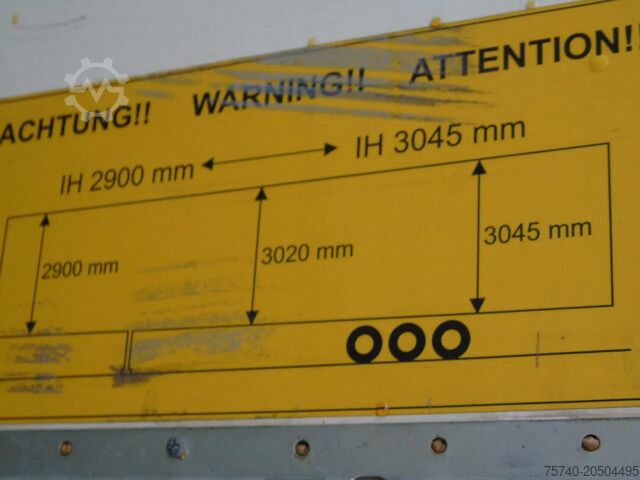 ACHTUNG!! WARNING!! ATTENTION!!
IH 2900 mm IH 3045 mm
2900 mm 3020 mm 3045 mm
75740-20504495